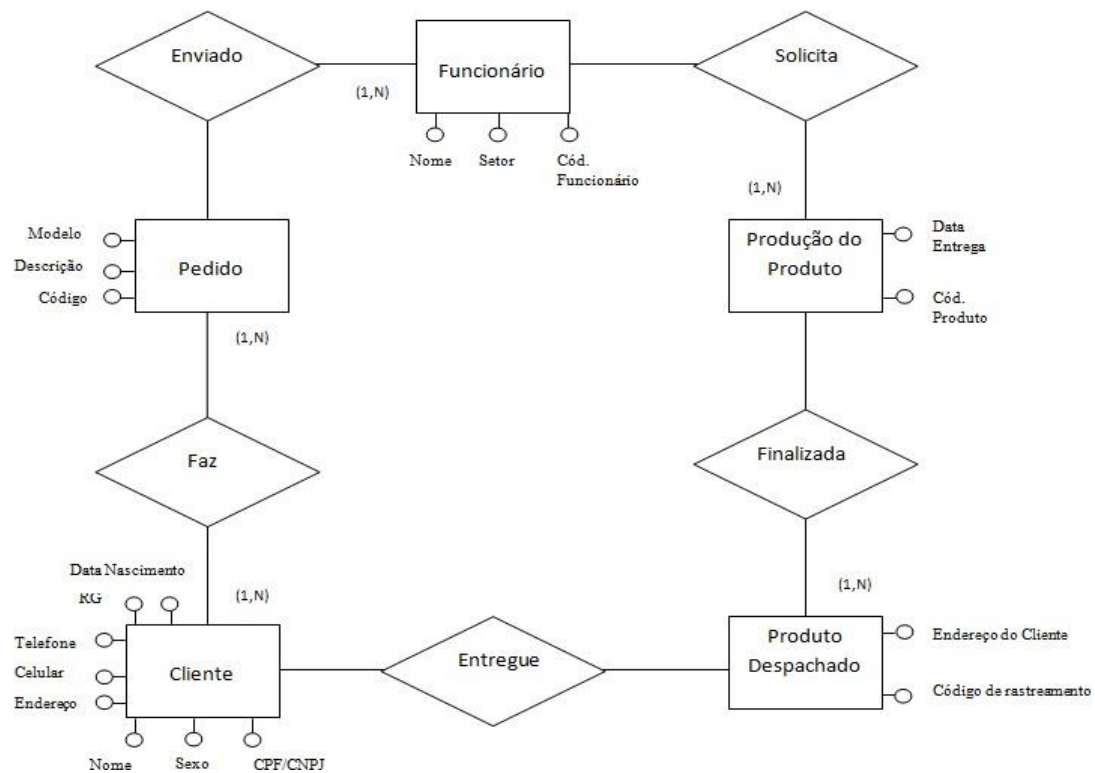 Enviado
Funcionário
Solicita
(1,N)
Nome
Setor
Cód.
Funcionário
(1,N)
Modelo
Descrição
Código
Pedido
Produção do
Produto
Data
Entrega
Cód.
Produto
(1,N)
Faz
Finalizada
Data Nascimento
RG
(1,N)
(1,N)
Telefone
Celular
Endereço
Cliente
Entregue
Produto
Despachado
Endereço do Cliente
Código de rastreamento
Nome
Sexo
CPF/CNPJ